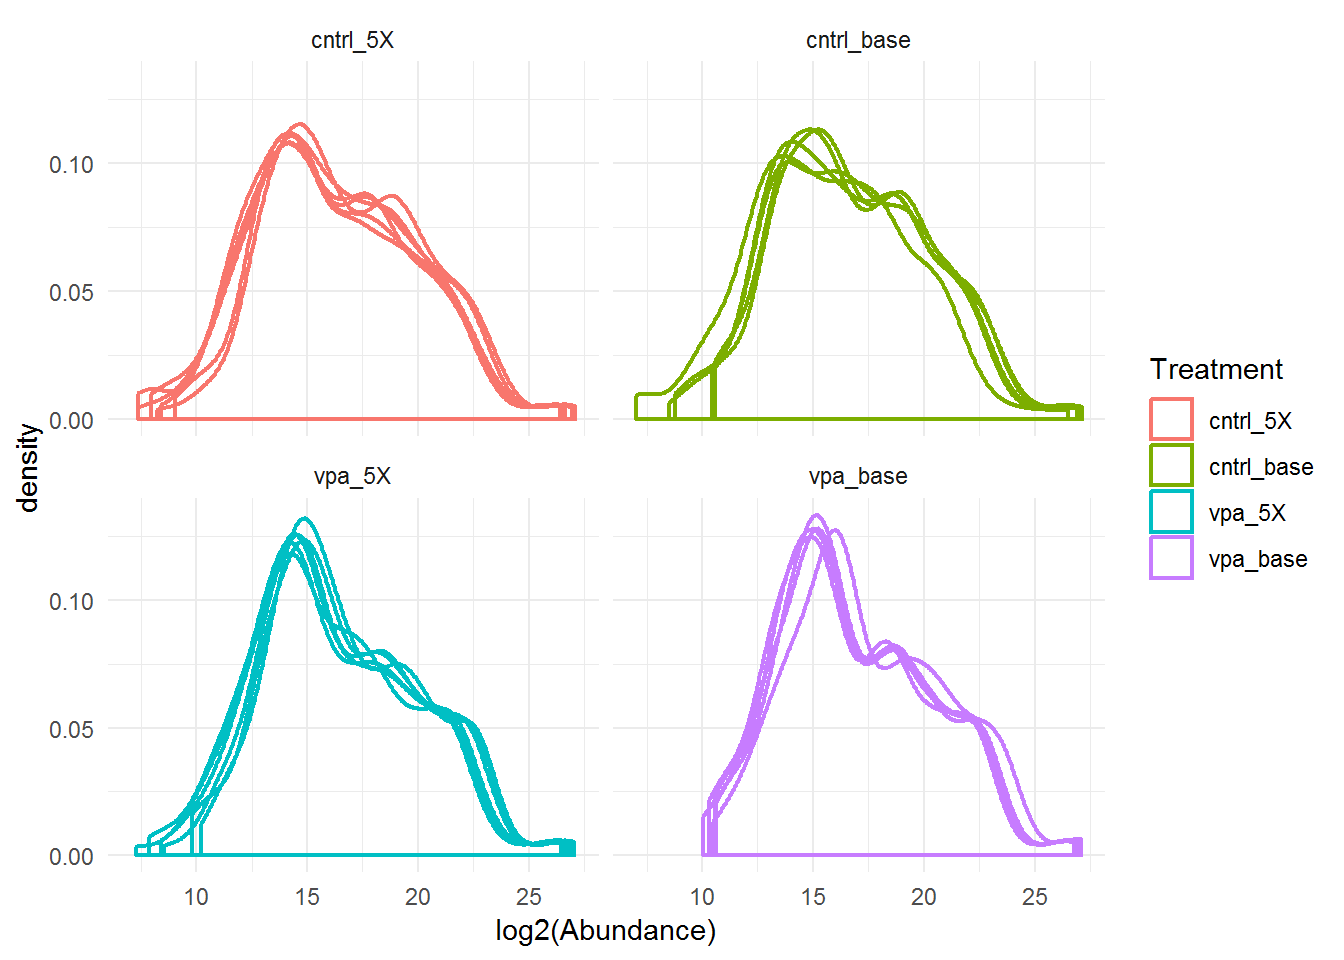 cntrl_5X
cntrl_base
0.10
0.05
0.00
vpa_5X
vpa_base
0.10
0.05
0.00
10
15
20
25
10
15
20
25
log2(Abundance)
density
Treatment
cntrl_5X
cntrl_base
vpa_5X
vpa_base